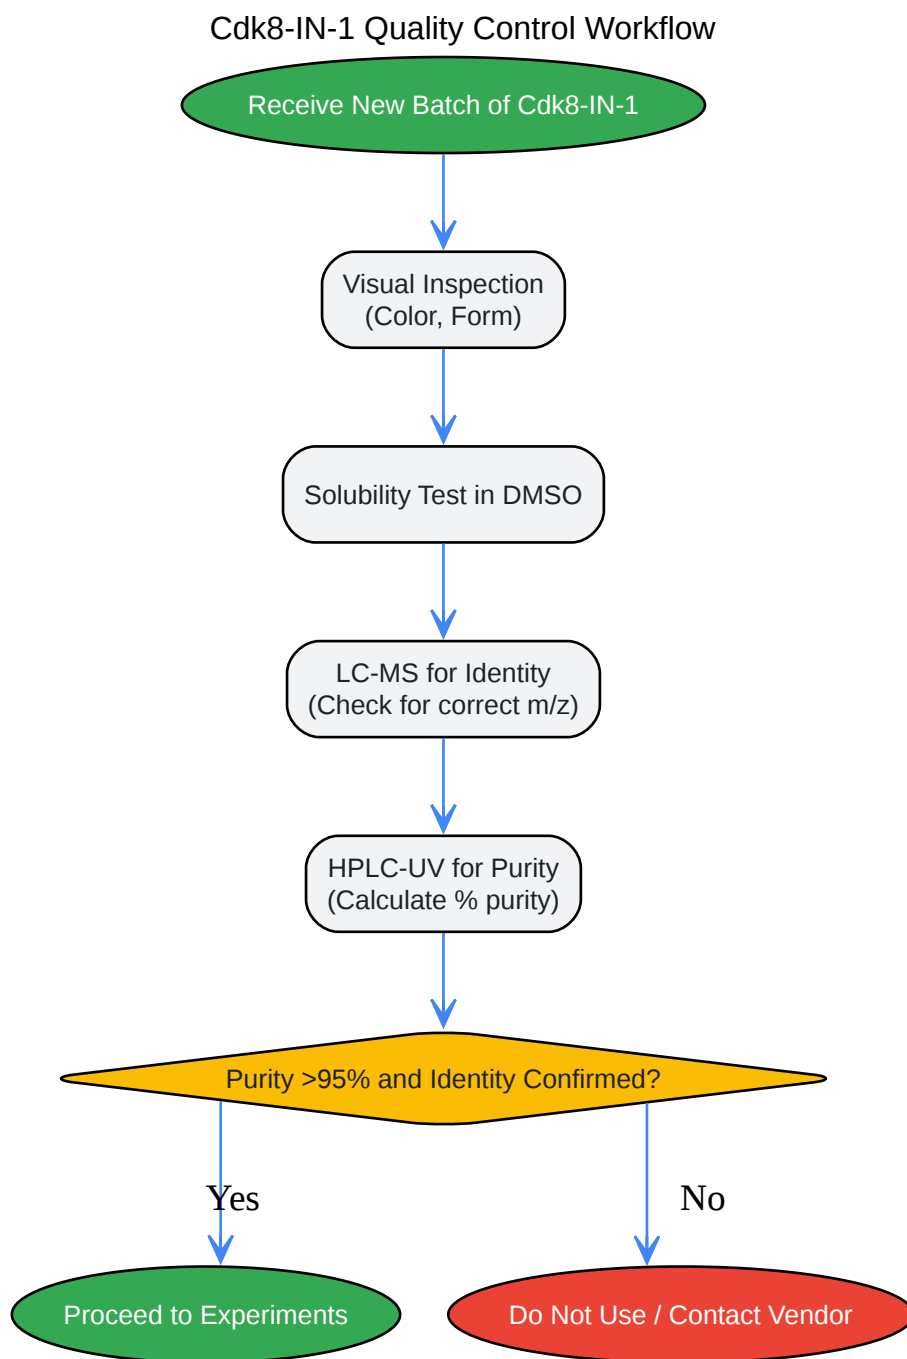 Cdk8-IN-1 Quality Control Workflow
Receive New Batch of Cdk8-IN-1
Visual Inspection
(Color, Form)
Solubility Test in DMSO
LC-MS for Identity
(Check for correct m/z)
HPLC-UV for Purity
(Calculate % purity)
Purity >95% and Identity Confirmed?
Yes
No
Proceed to Experiments
Do Not Use / Contact Vendor